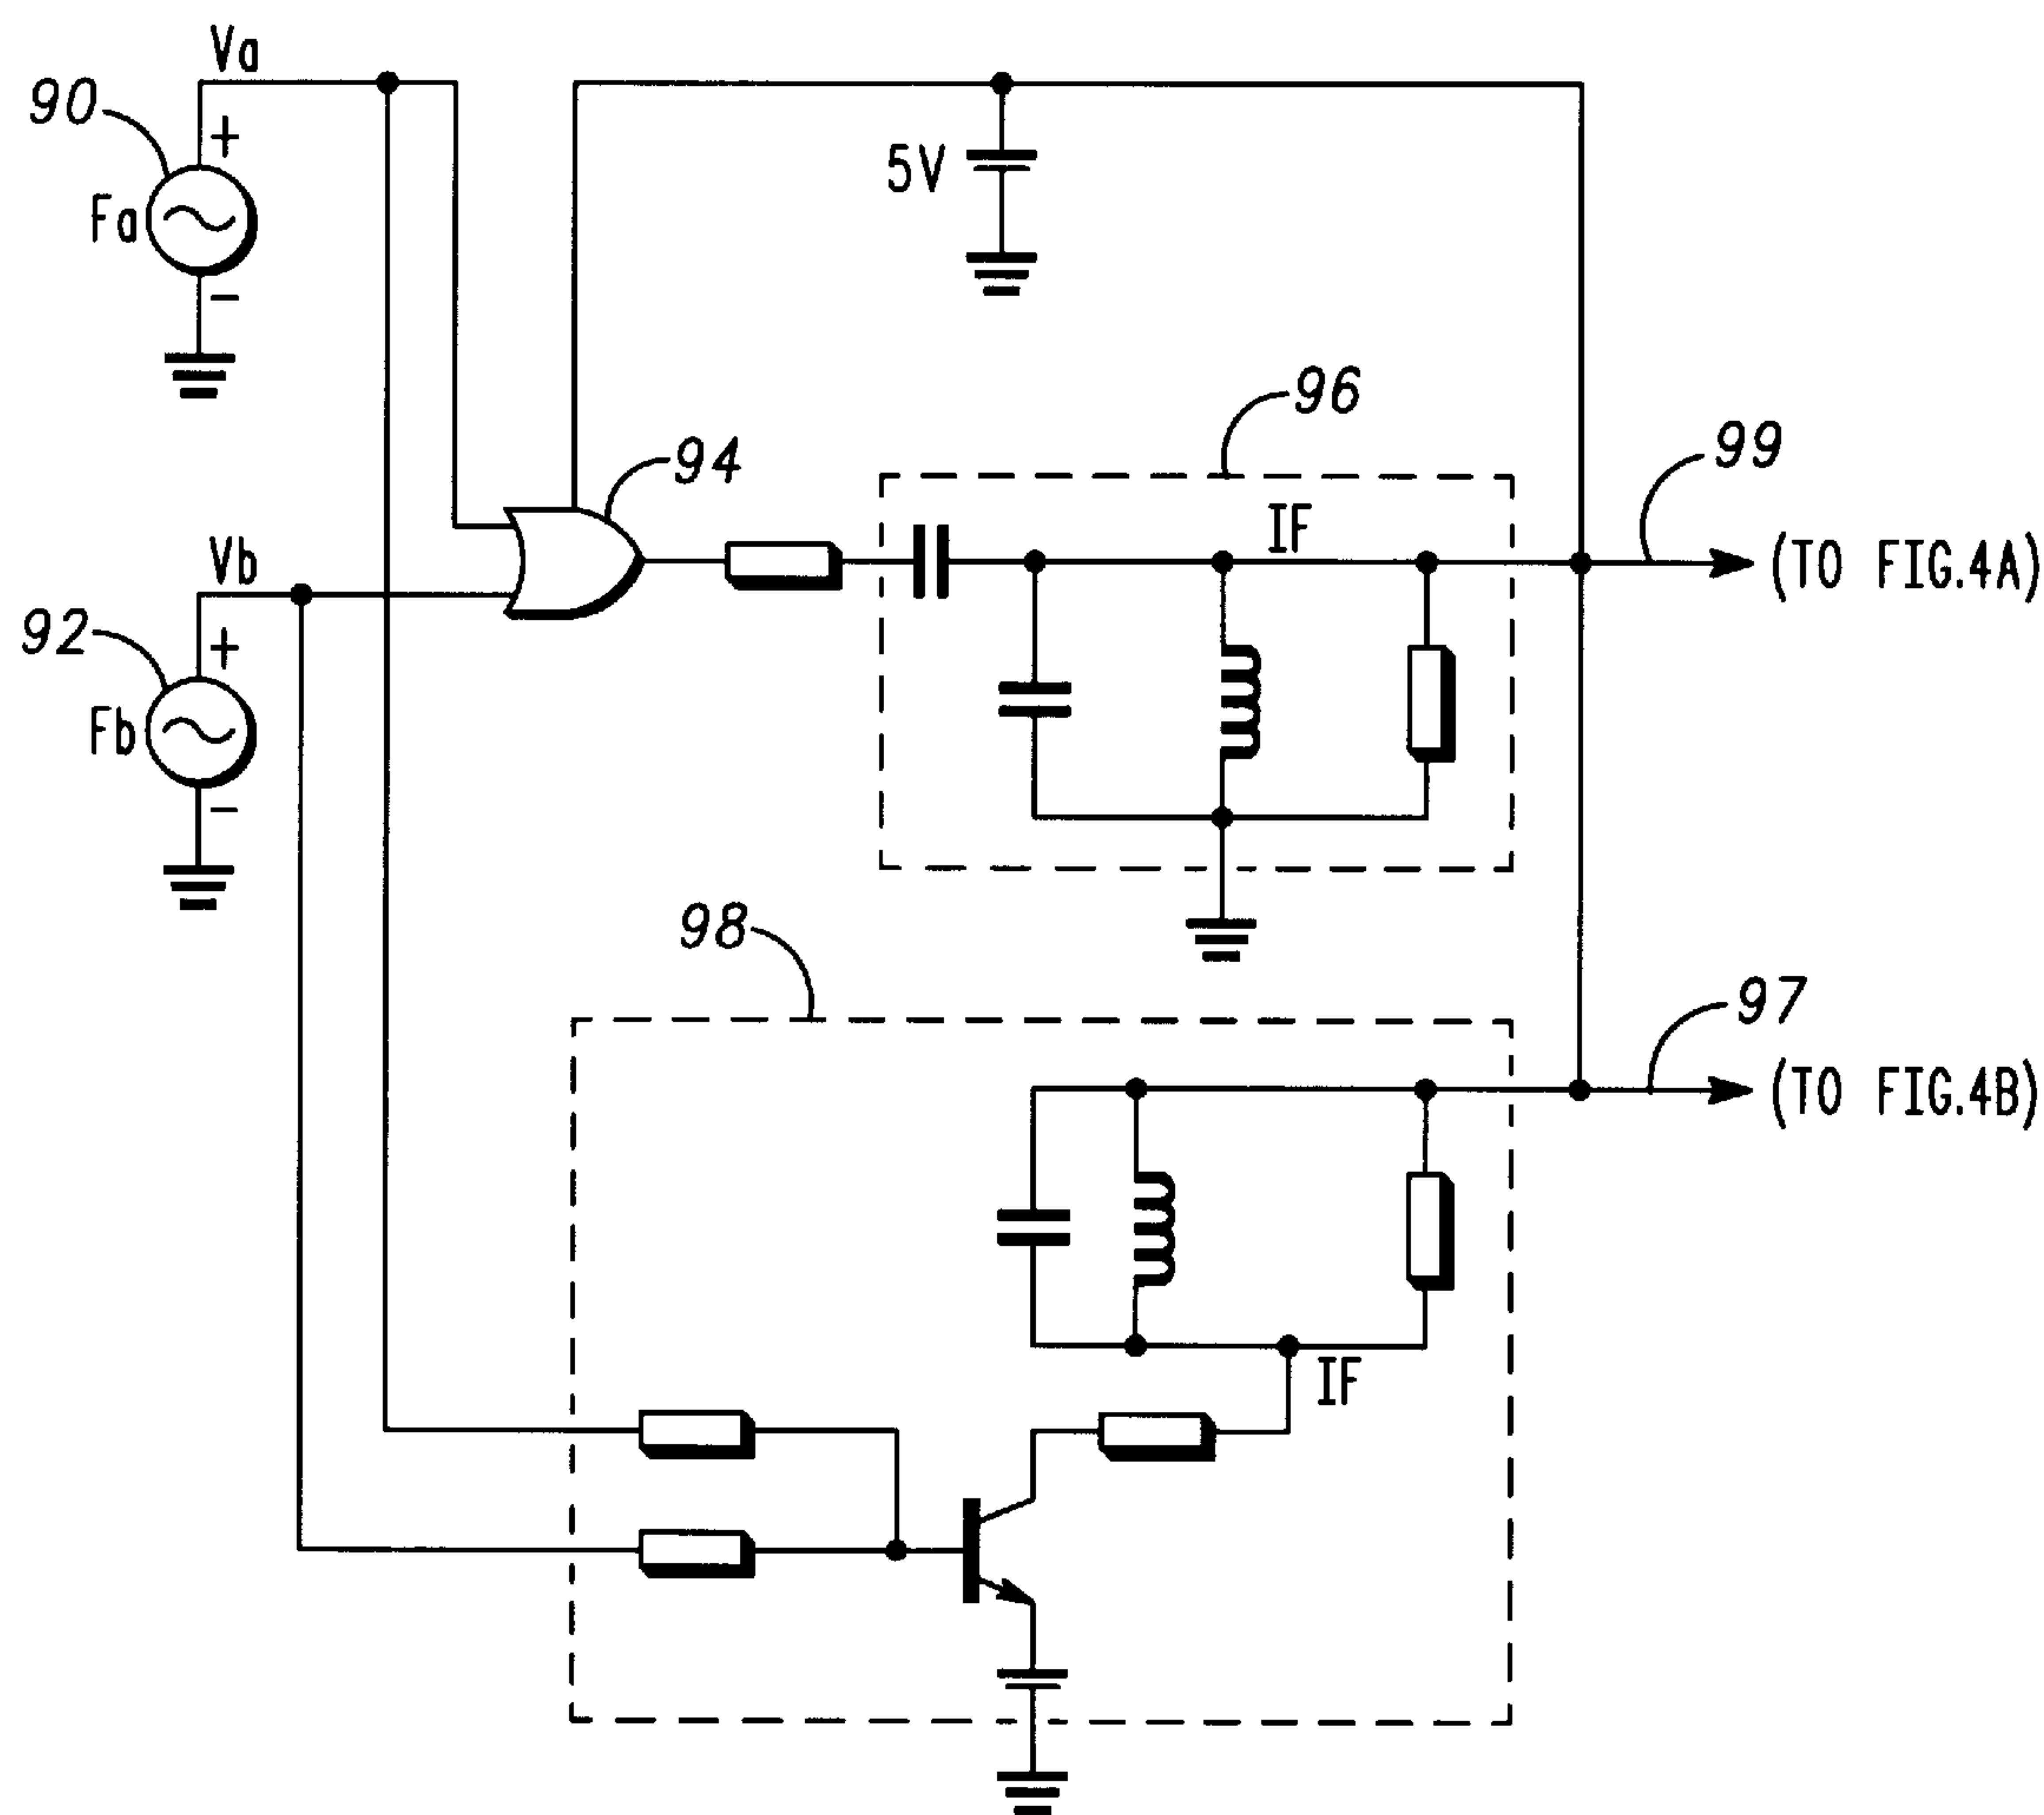 Va
90
+
Fa
5V
-
96
99
94
IF
Vb
(TO FIG.4A)
92
+
Fb
-
98
97
(TO FIG.4B)
IF